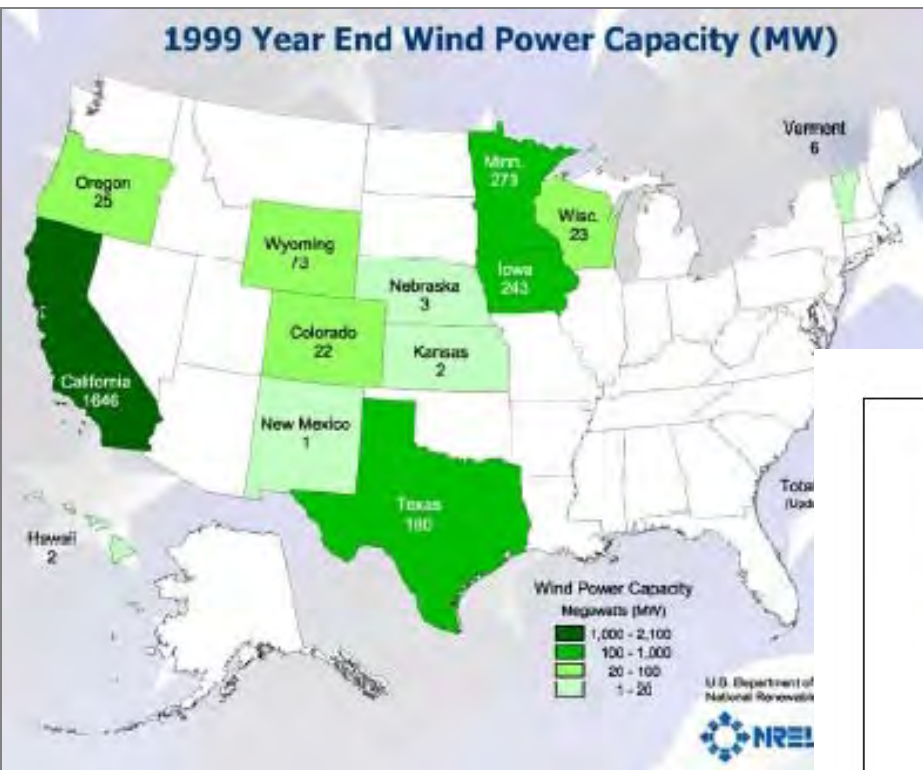 1999 Year End Wind Power Capacity (MW)
Vermont
6
Minn.
273
Oregon
25
Wisc.
23
Wyoming
73
Iowa
243
Nebraska
3
Colorado
22
Kansas
2
California
1646
New Mexico
1
Texas
180
Hawaii
2
Total
Wind Power Capacity
Megawatts (MW)
1,000 - 2,100
100 - 1,000
20 - 100
1 - 20
U.S. Department of
National Renewable
NREL